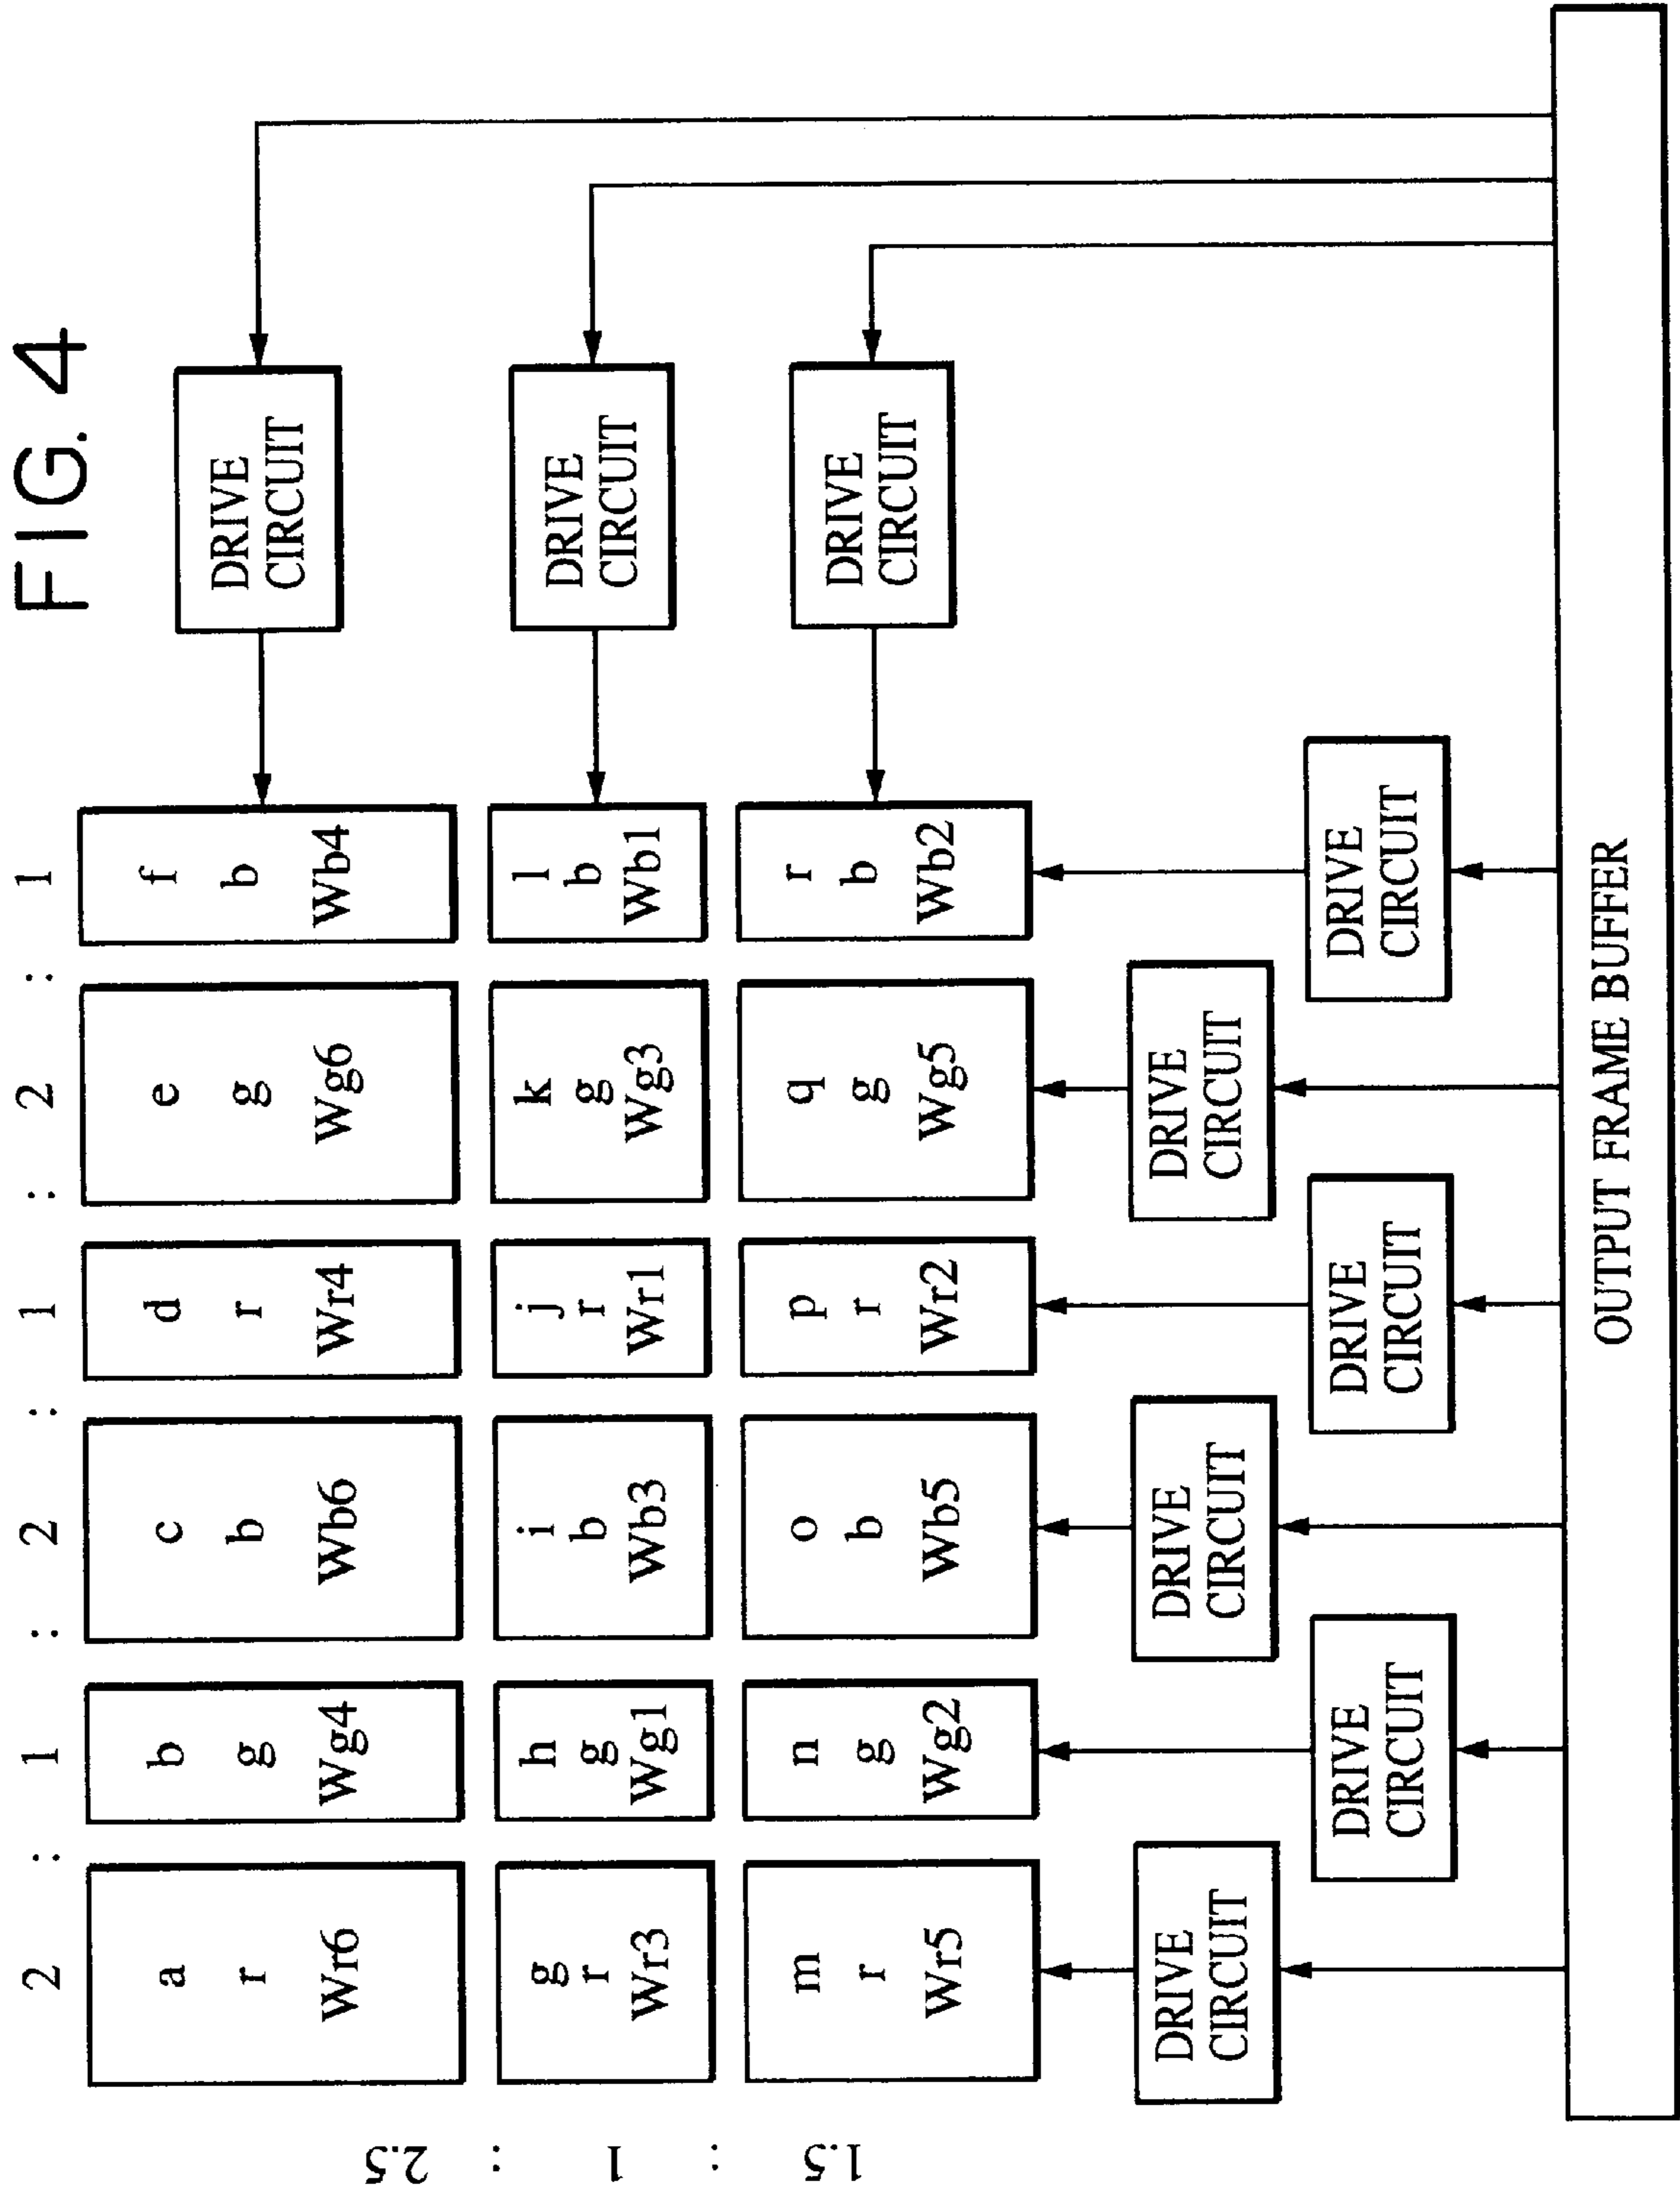 FIG. 4
2 : 1 : 2 : 1 : 2 : 1
a b c d e f
r g b r g b
Wr6 Wg4 Wb6 Wr4 Wg6 Wb4
DRIVE
CIRCUIT
g h i j k l
r g b r g b
Wr3 Wg1 Wb3 Wr1 Wg3 Wb1
DRIVE
CIRCUIT
m n o p q r
r g b r g b
Wr5 Wg2 Wb5 Wr2 Wg5 Wb2
DRIVE
CIRCUIT
1.5 : 1 : 2.5
DRIVE
CIRCUIT
DRIVE
CIRCUIT
DRIVE
CIRCUIT
DRIVE
CIRCUIT
DRIVE
CIRCUIT
DRIVE
CIRCUIT
OUTPUT FRAME BUFFER